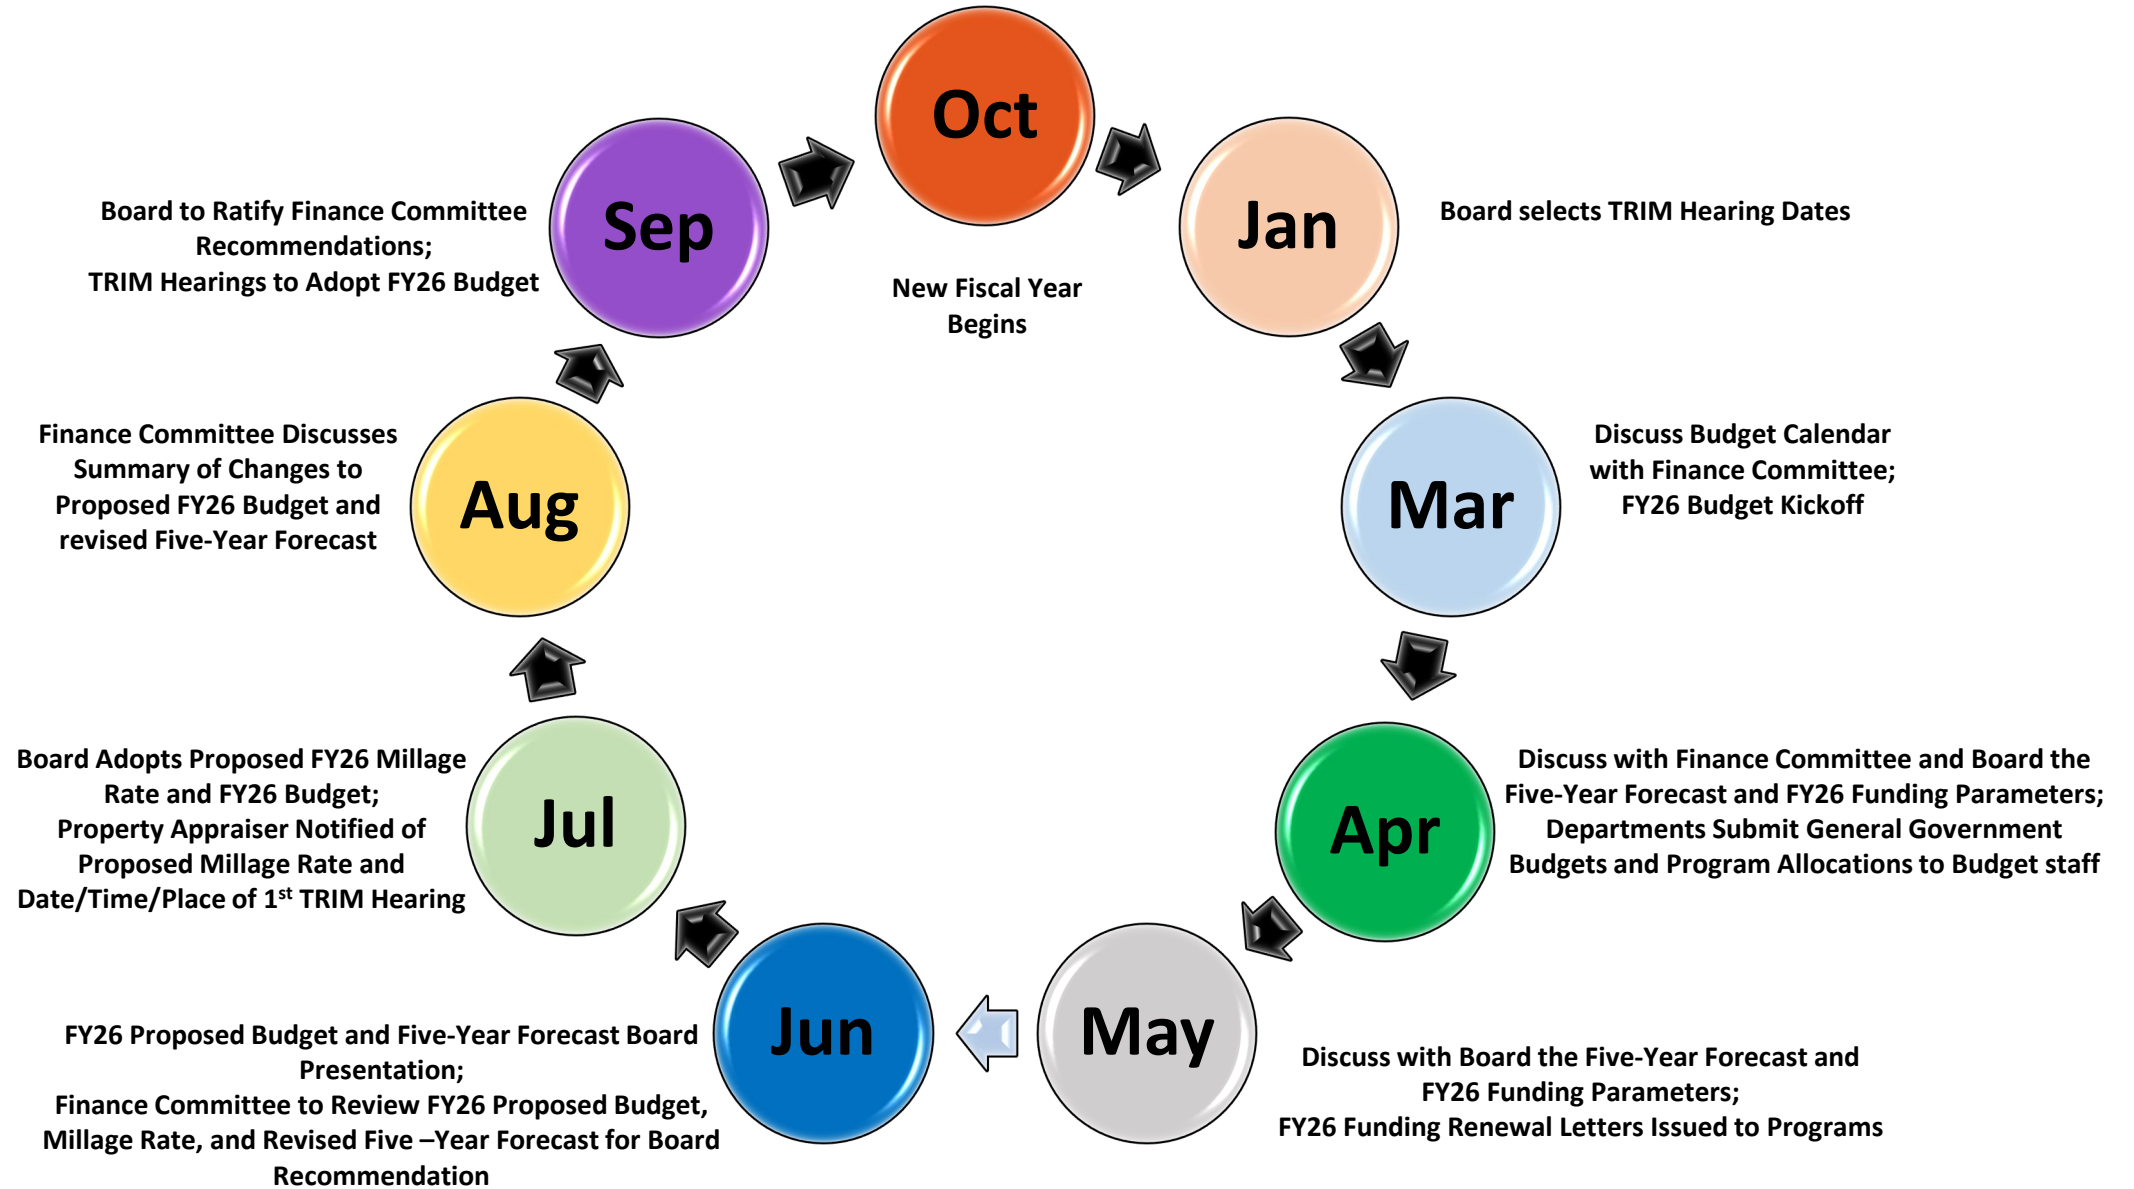 Oct
New Fiscal Year
Begins
Jan
Board selects TRIM Hearing Dates
Mar
Discuss Budget Calendar
with Finance Committee;
FY26 Budget Kickoff
Apr
Discuss with Finance Committee and Board the
Five-Year Forecast and FY26 Funding Parameters;
Departments Submit General Government
Budgets and Program Allocations to Budget staff
May
Discuss with Board the Five-Year Forecast and
FY26 Funding Parameters;
FY26 Funding Renewal Letters Issued to Programs
Jun
FY26 Proposed Budget and Five-Year Forecast Board
Presentation;
Finance Committee to Review FY26 Proposed Budget,
Millage Rate, and Revised Five –Year Forecast for Board
Recommendation
Jul
Board Adopts Proposed FY26 Millage
Rate and FY26 Budget;
Property Appraiser Notified of
Proposed Millage Rate and
Date/Time/Place of 1st TRIM Hearing
Aug
Finance Committee Discusses
Summary of Changes to
Proposed FY26 Budget and
revised Five-Year Forecast
Sep
Board to Ratify Finance Committee
Recommendations;
TRIM Hearings to Adopt FY26 Budget